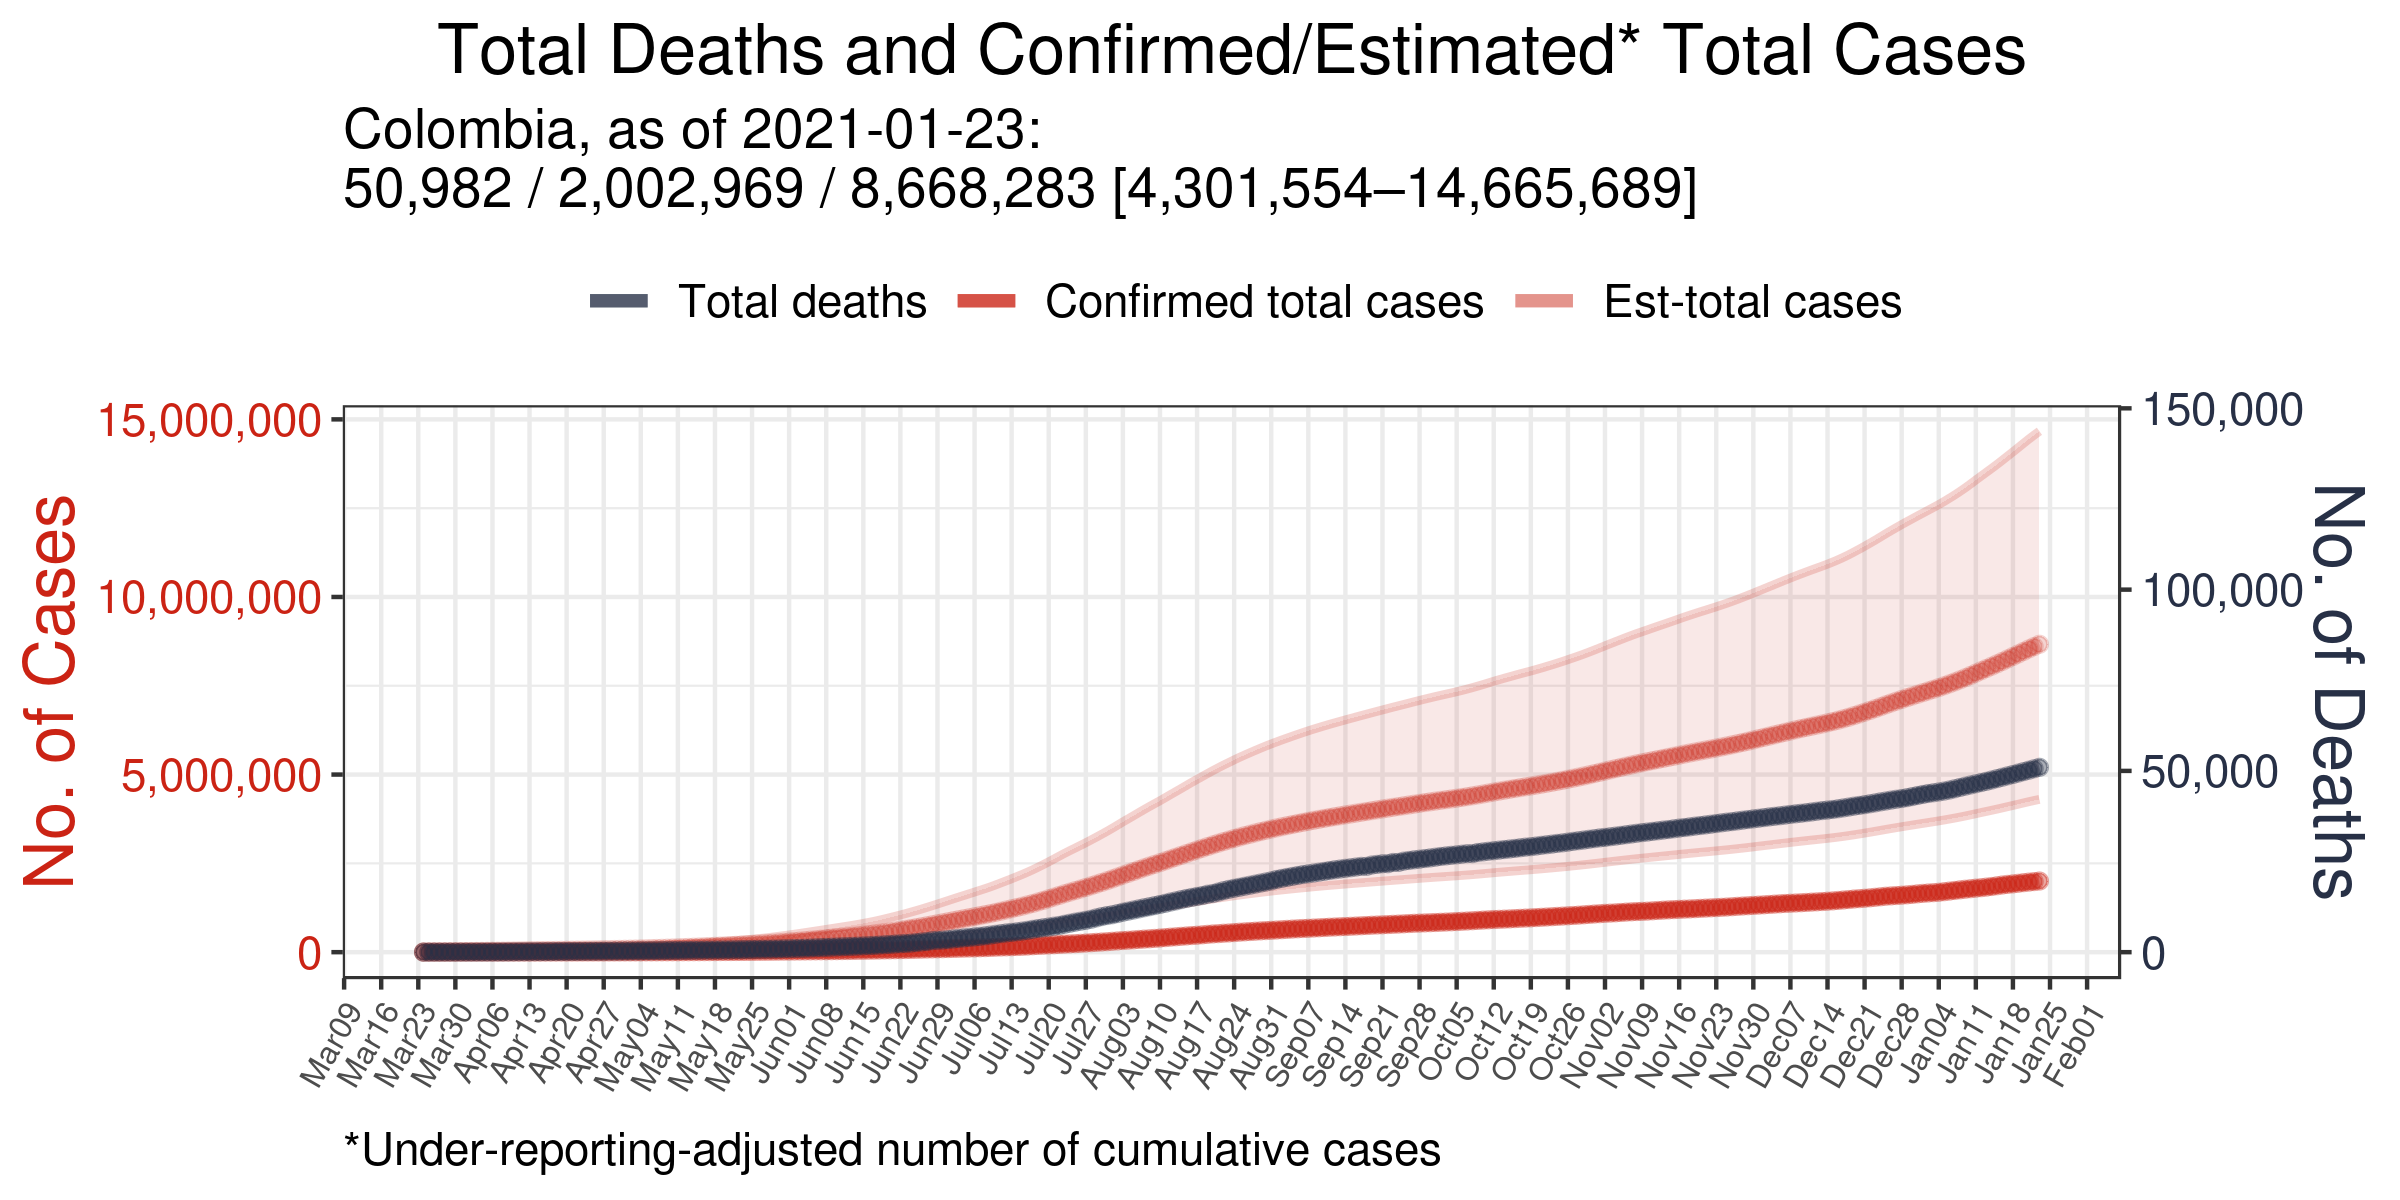 Total Deaths and Confirmed/Estimated* Total Cases
Colombia, as of 2021-01-23:
50,982 / 2,002,969 / 8,668,283 [4,301,554–14,665,689]
Total deaths
Confirmed total cases
Est-total cases
No. of Cases
15,000,000
10,000,000
5,000,000
0
150,000
100,000
50,000
0
No. of Deaths
Mar09
Mar16
Mar23
Mar30
Apr06
Apr13
Apr20
Apr27
May04
May11
May18
May25
Jun01
Jun08
Jun15
Jun22
Jun29
Jul06
Jul13
Jul20
Jul27
Aug03
Aug10
Aug17
Aug24
Aug31
Sep07
Sep14
Sep21
Sep28
Oct05
Oct12
Oct19
Oct26
Nov02
Nov09
Nov16
Nov23
Nov30
Dec07
Dec14
Dec21
Dec28
Jan04
Jan11
Jan18
Jan25
Feb01
*Under-reporting-adjusted number of cumulative cases